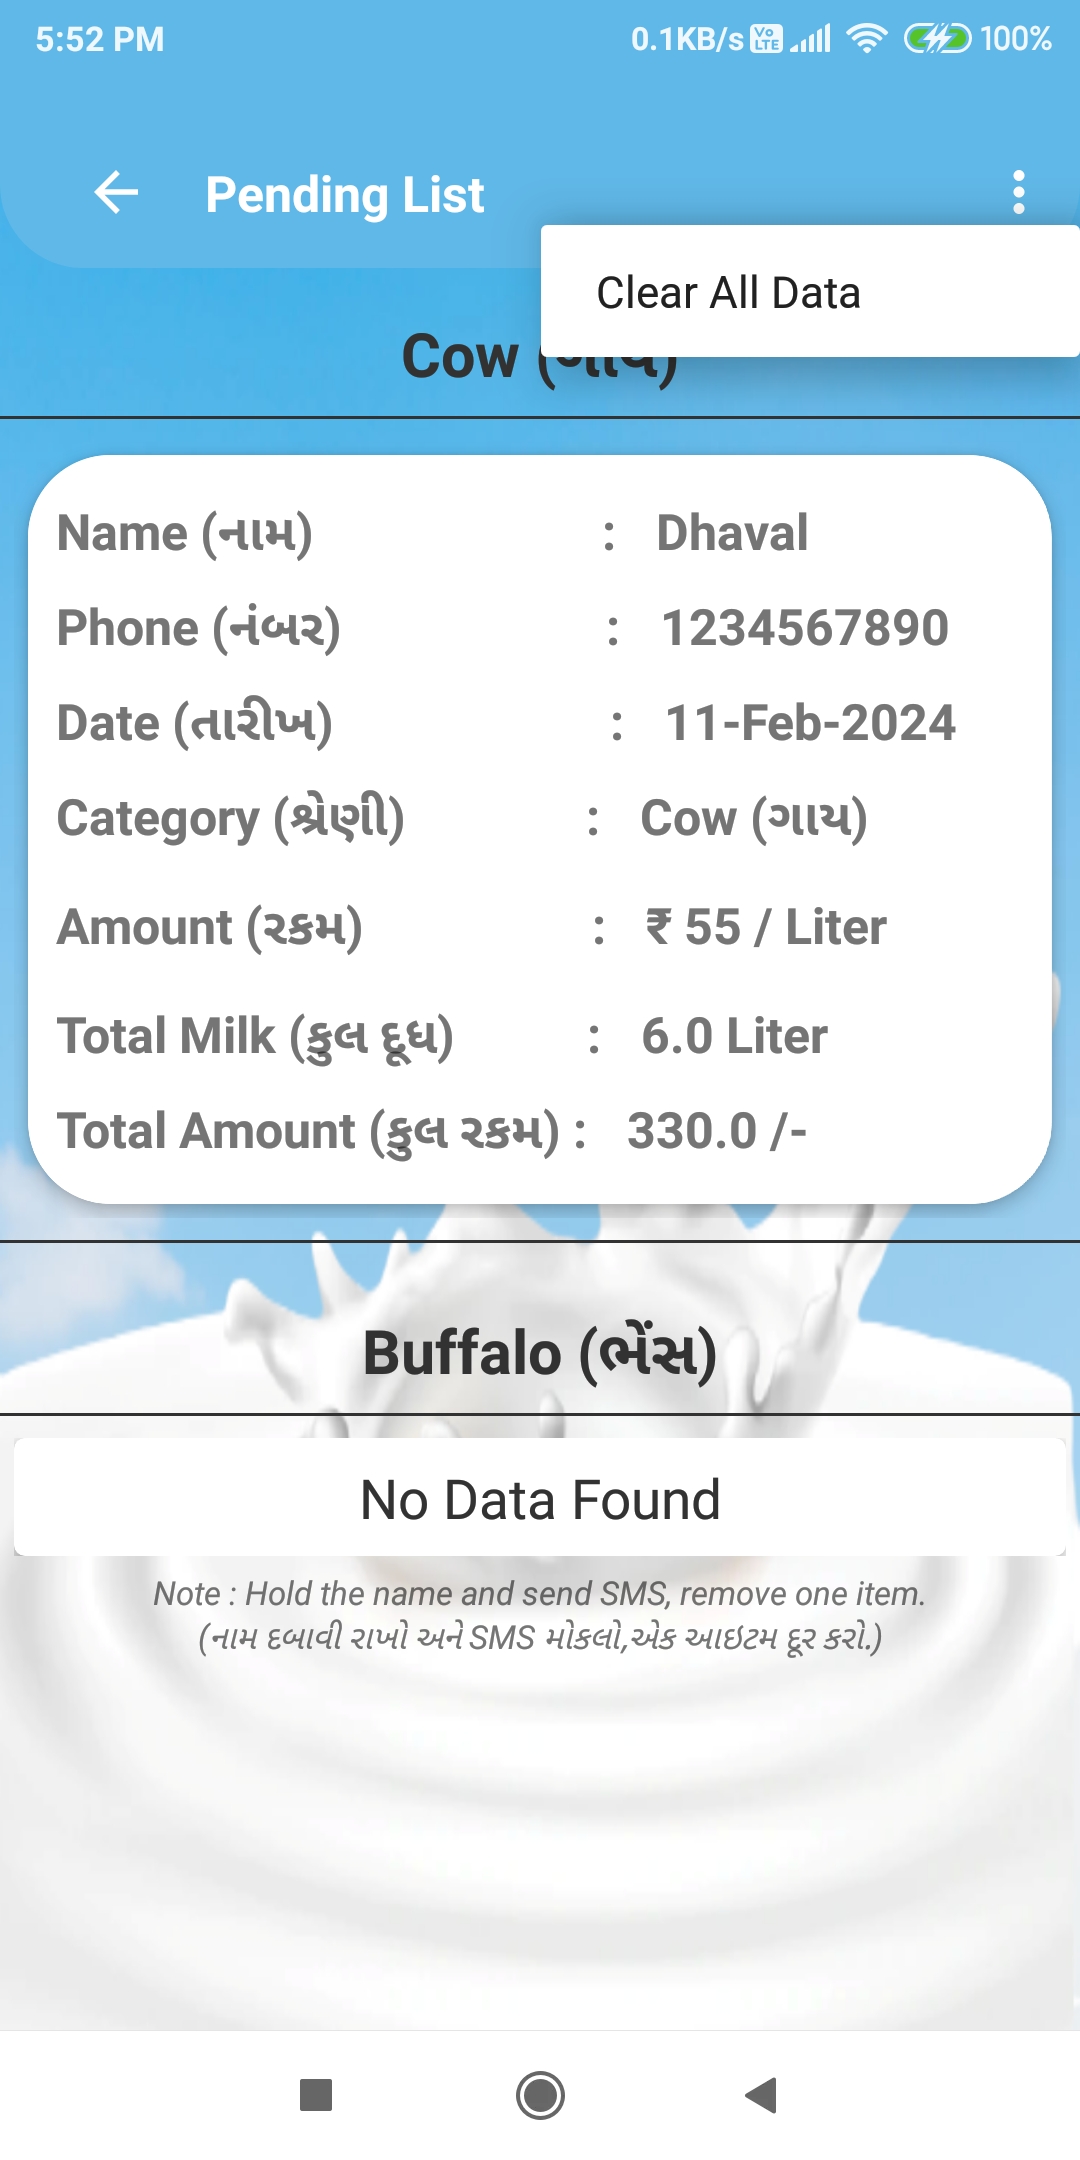 5:52 PM 0.1KB/s Vo LTE 100%
Pending List
Clear All Data
Cow
Name (નામ) : Dhaval
Phone (નંબર) : 1234567890
Date (તારીખ) : 11-Feb-2024
Category (શ્રેણી) : Cow (ગાય)
Amount (રકમ) : ₹ 55 / Liter
Total Milk (કુલ દૂધ) : 6.0 Liter
Total Amount (કુલ રકમ) : 330.0 /-
Buffalo (ભેંસ)
No Data Found
Note : Hold the name and send SMS, remove one item.
(નામ દબાવી રાખો અને SMS મોકલો,એક આઇટમ દૂર કરો.)